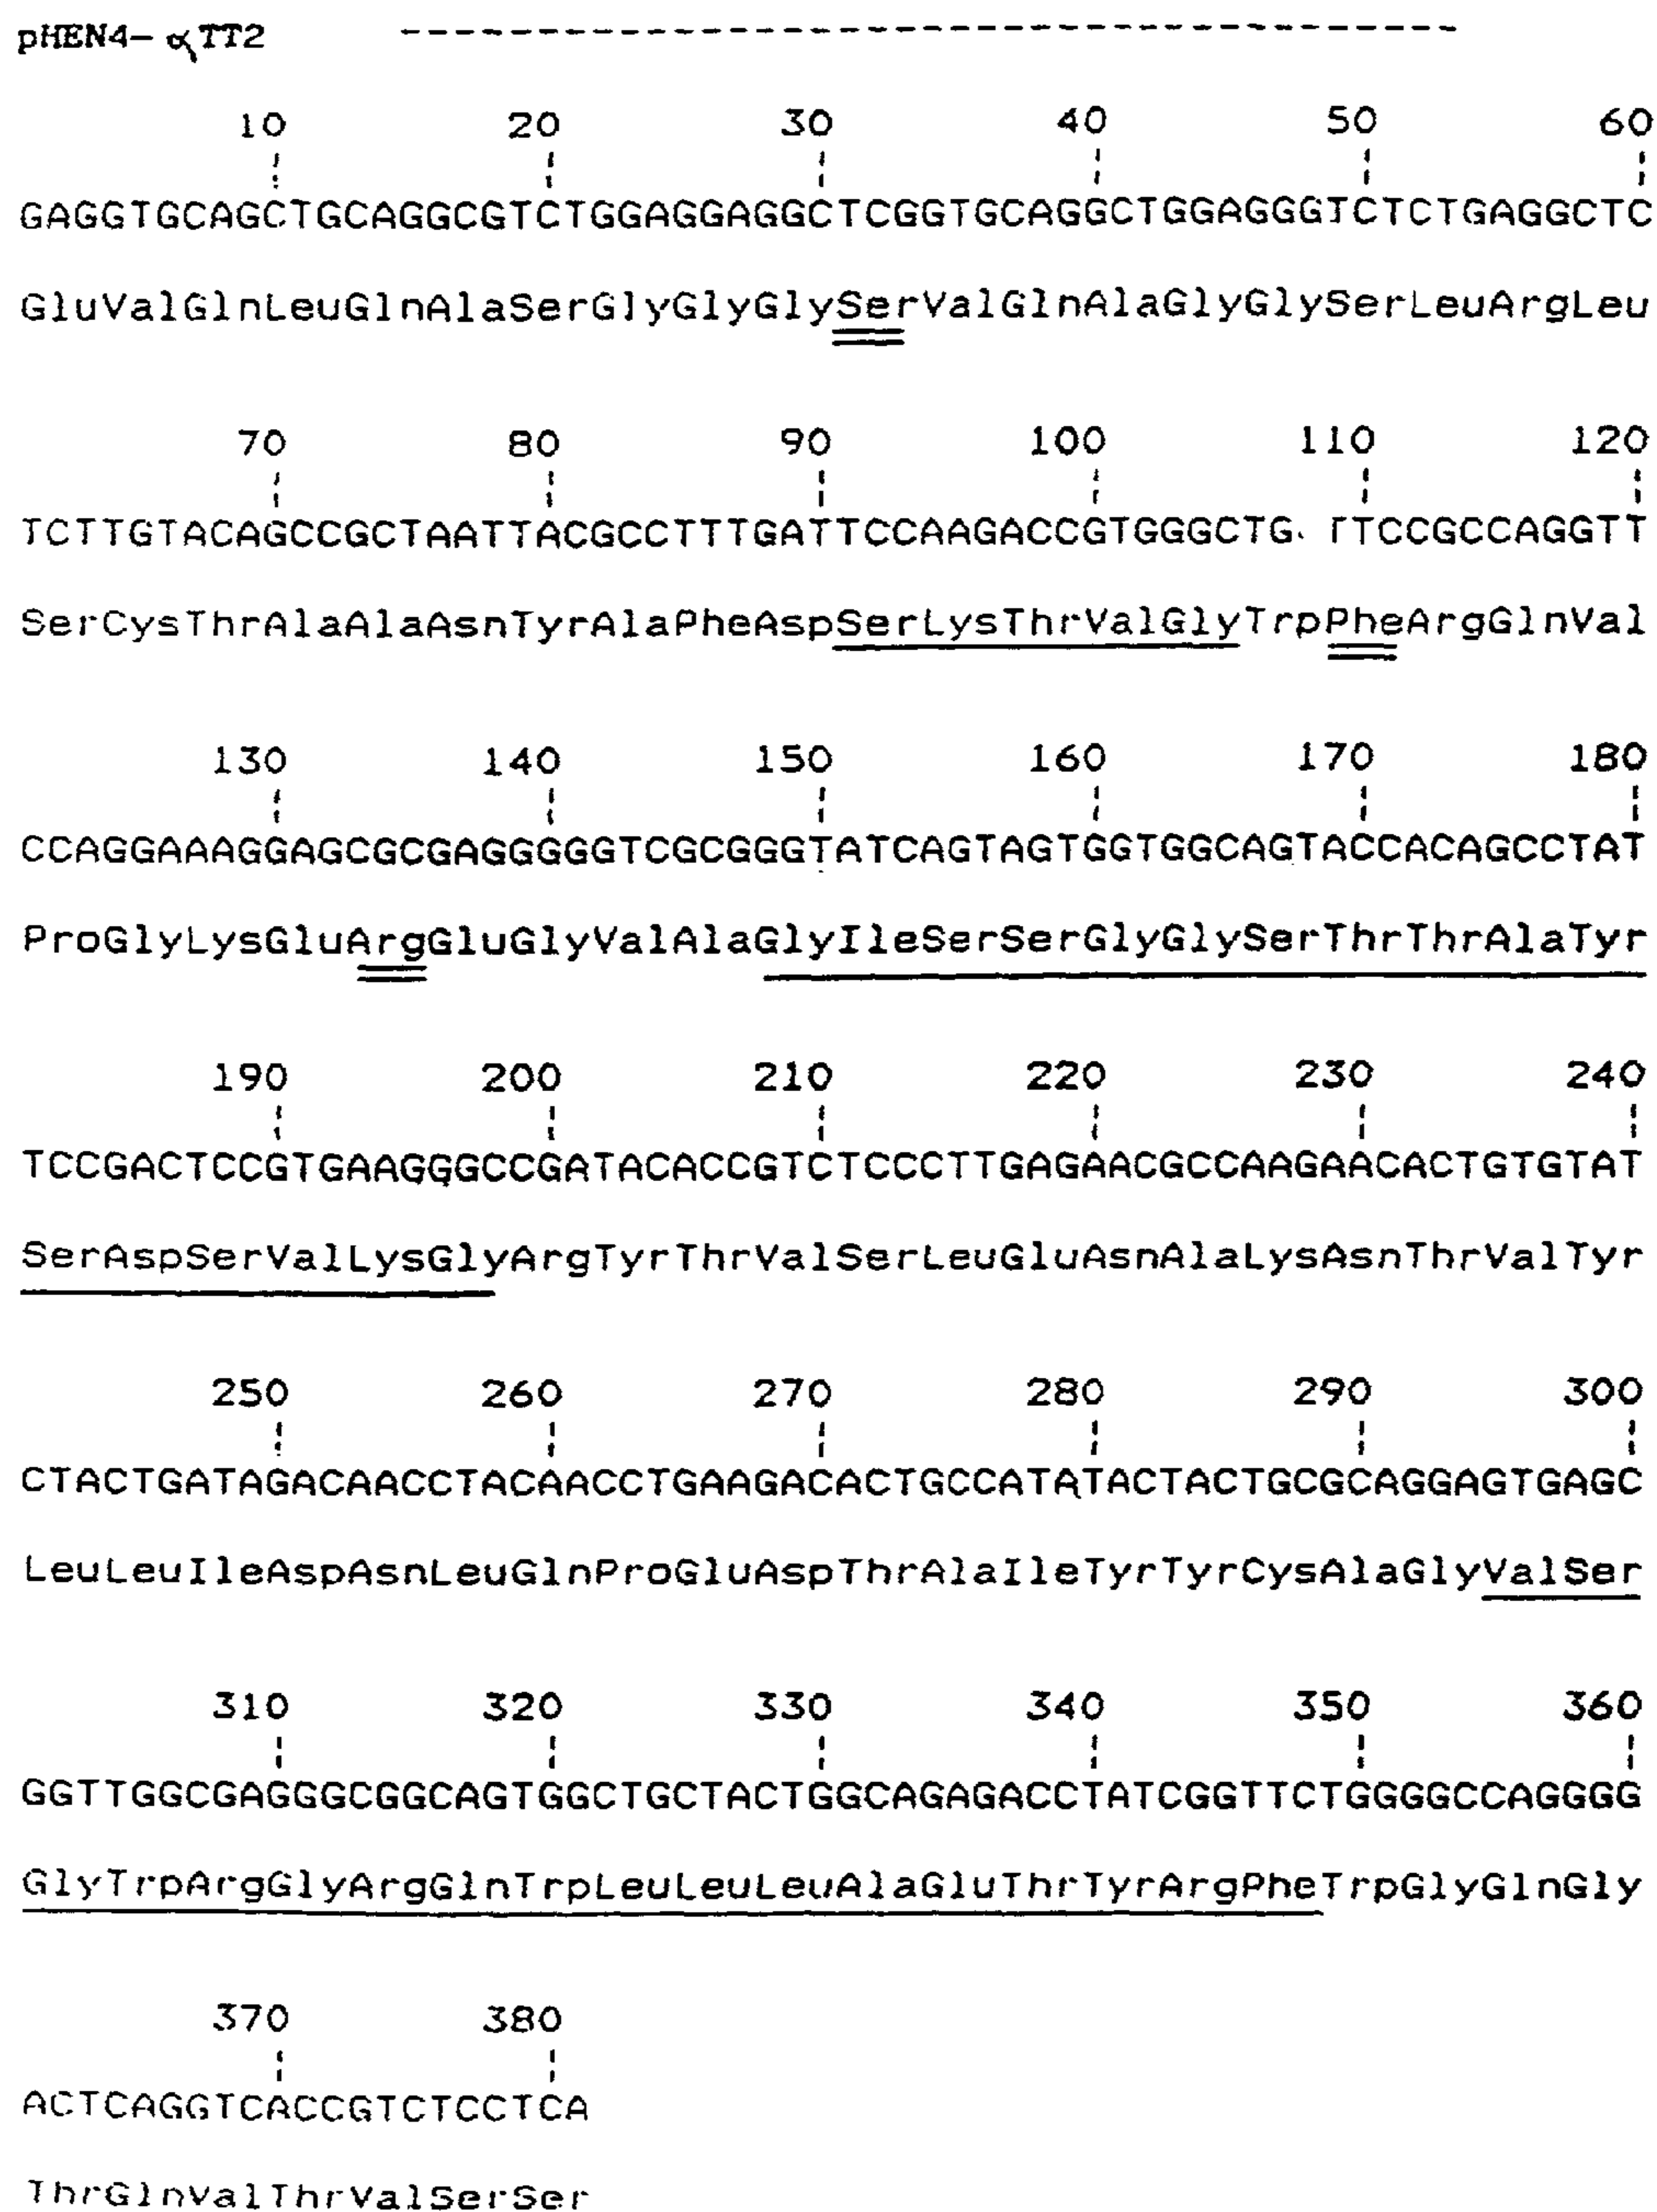 pHEN4-αTT2
10 20 30 40 50 60
GAGGTGCAGCTGCAGGCGTCTGGAGGAGGCTCGGTGCAGGCTGGAGGGTCTCTGAGGCTC
GluValGlnLeuGlnAlaSerGlyGlyGlySerValGlnAlaGlyGlySerLeuArgLeu
70 80 90 100 110 120
TCTTGTACAGCCGCTAATTACGCCTTTGATTCCAAGACCGTGGGCTG TTCCGCCAGGTT
SerCysThrAlaAlaAsnTyrAlaPheAspSerLysThrValGlyTrpPheArgGlnVal
130 140 150 160 170 180
CCAGGAAAGGAGCGCGAGGGGGTCGCGGGTATCAGTAGTGGTGGCAGTACCACAGCCTAT
ProGlyLysGluArgGluGlyValAlaGlyIleSerSerGlyGlySerThrThrAlaTyr
190 200 210 220 230 240
TCCGACTCCGTGAAGGGCCGATACACCGTCTCCCTTGAGAACGCCAAGAACACTGTGTAT
SerAspSerValLysGlyArgTyrThrValSerLeuGluAsnAlaLysAsnThrValTyr
250 260 270 280 290 300
CTACTGATAGACAACCTACAACCTGAAGACACTGCCATATACTACTGCGCAGGAGTGAGC
LeuLeuIleAspAsnLeuGlnProGluAspThrAlaIleTyrTyrCysAlaGlyValSer
310 320 330 340 350 360
GGTTGGCGAGGGCGGCAGTGGCTGCTACTGGCAGAGACCTATCGGTTCTGGGGCCAGGGG
GlyTrpArgGlyArgGlnTrpLeuLeuLeuAlaGluThrTyrArgPheTrpGlyGlnGly
370 380
ACTCAGGTCACCGTCTCCTCA
ThrGlnValThrValSerSer